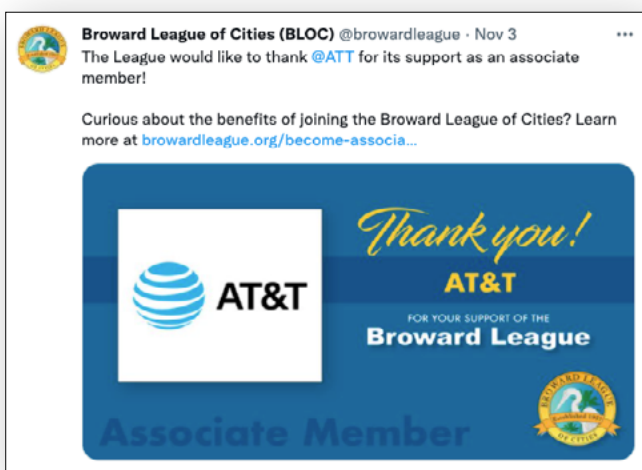 Broward League of Cities (BLOC) @browardleague · Nov 3
The League would like to thank @ATT for its support as an associate
member!
Curious about the benefits of joining the Broward League of Cities? Learn
more at browardleague.org/become-associa...
Thank you!
AT&T
AT&T
FOR YOUR SUPPORT OF THE
Broward League
BROWARD LEAGUE
OF CITIES
Associate Member